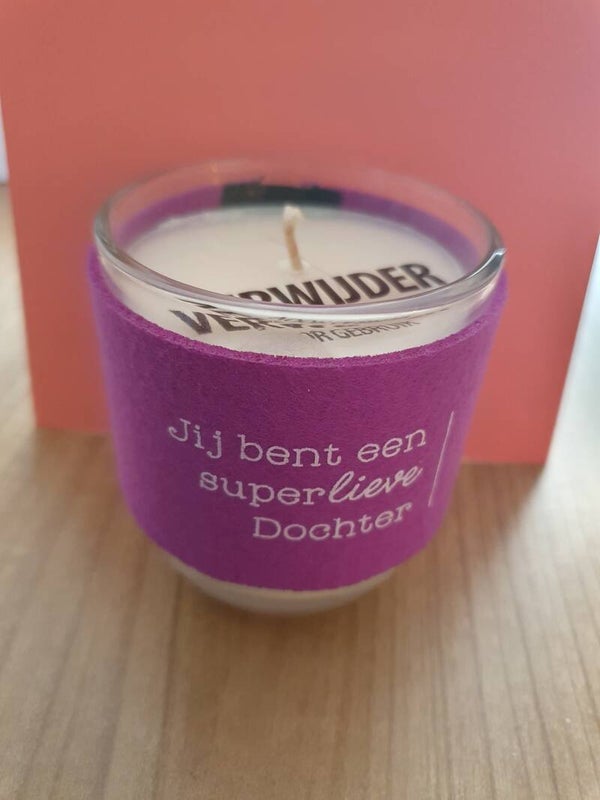 VERWIJDER
Jij bent een
superlieve
Dochter